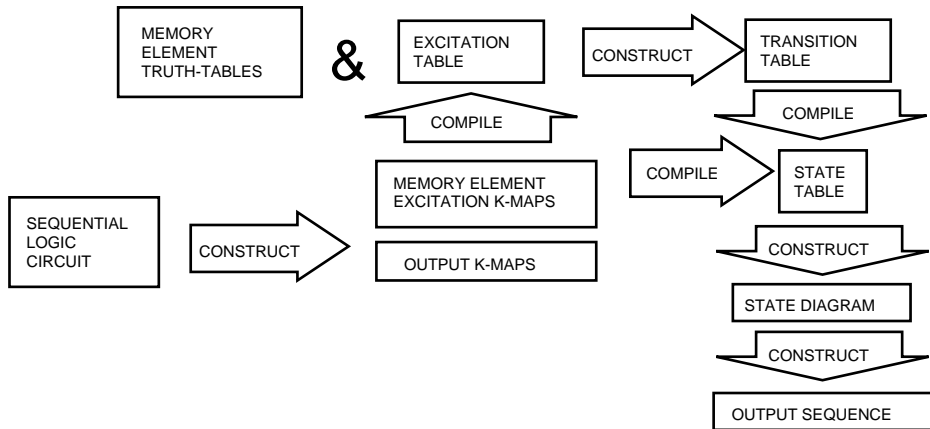 MEMORY
ELEMENT
TRUTH-TABLES
&
EXCITATION
TABLE
CONSTRUCT
TRANSITION
TABLE
COMPILE
COMPILE
MEMORY ELEMENT
EXCITATION K-MAPS
COMPILE
STATE
TABLE
SEQUENTIAL
LOGIC
CIRCUIT
CONSTRUCT
OUTPUT K-MAPS
CONSTRUCT
STATE DIAGRAM
CONSTRUCT
OUTPUT SEQUENCE